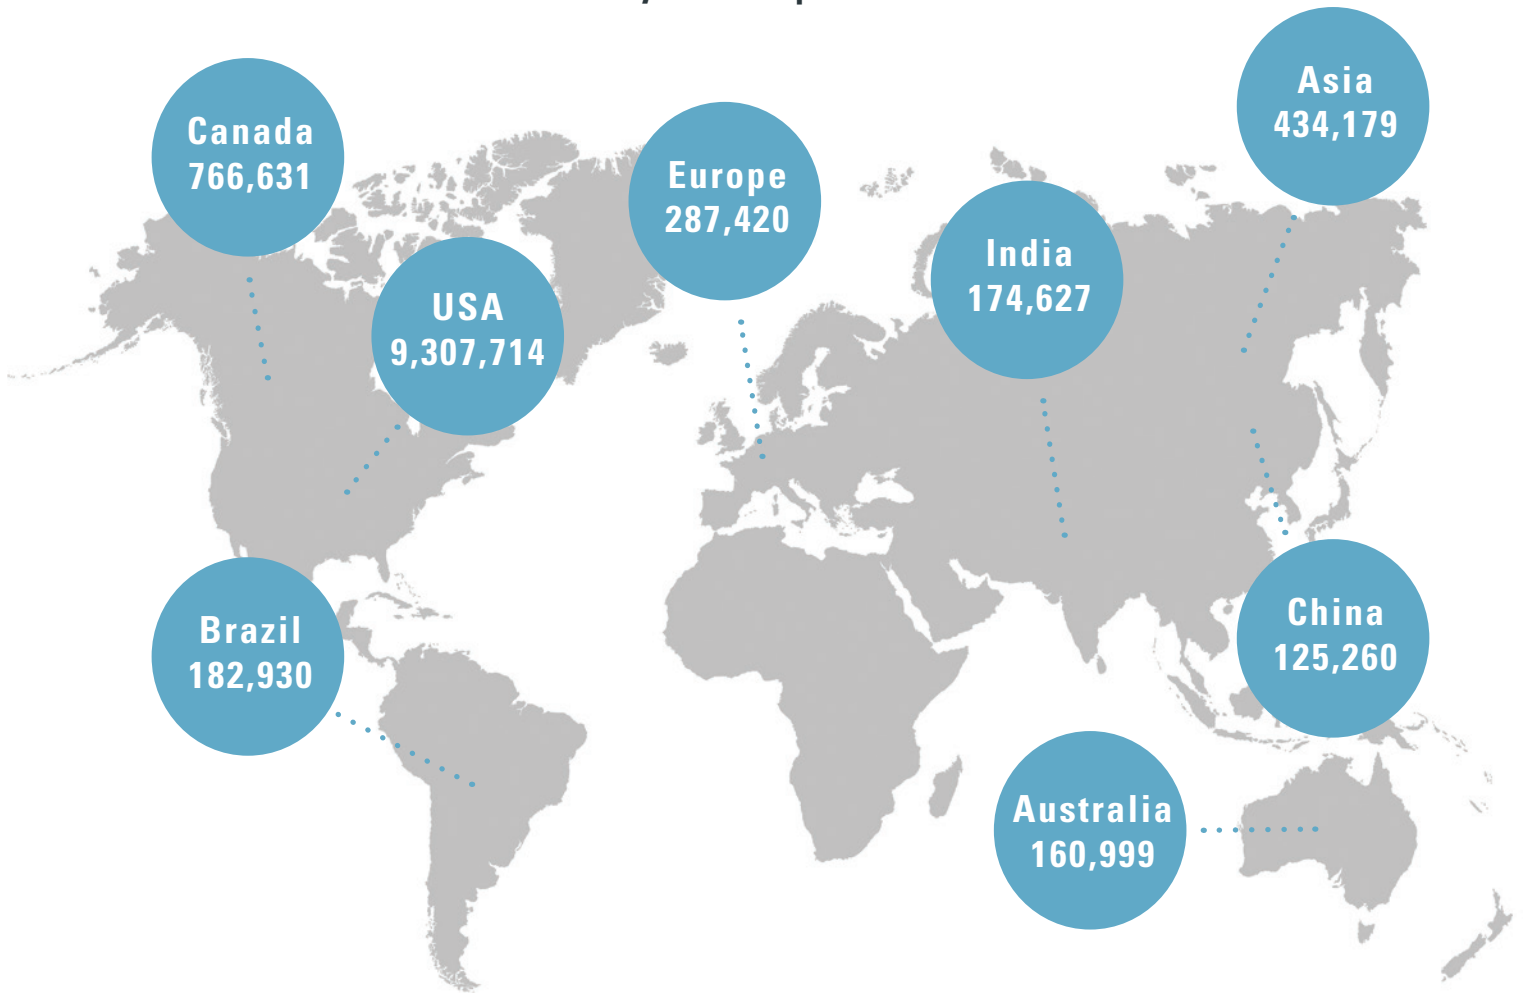 Canada
766,631
USA
9,307,714
Europe
287,420
India
174,627
Asia
434,179
Brazil
182,930
China
125,260
Australia
160,999